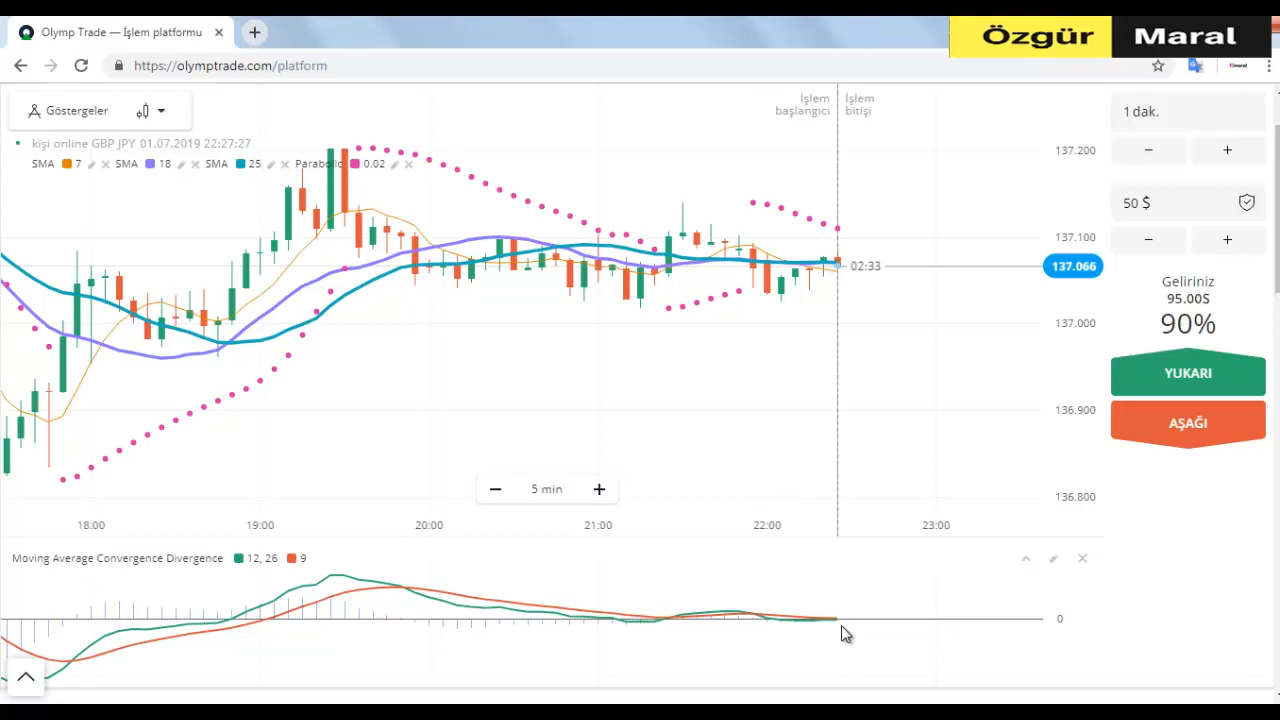 Olymp Trade — İşlem platformu
Özgür Maral
https://olymptrade.com/platform
Göstergeler
kişi online GBP JPY 01.07.2019 22:27:27
SMA 7 SMA 18 SMA 25 Parabolic 0.02
İşlem başlangıcı
İşlem bitişi
137.200
137.100
02:33
137.066
137.000
136.900
136.800
5 min
18:00 19:00 20:00 21:00 22:00 23:00
Moving Average Convergence Divergence 12, 26 9
0
1 dak.
− +
50 $
− +
Geliriniz
95.00$
90%
YUKARI
AŞAĞI